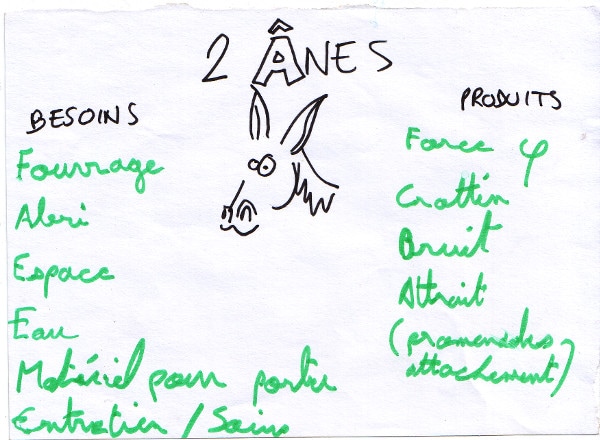 2 ÂNES
BESOINS
Fourrage
Abri
Espace
Eau
Matériel pour porter
Entretien / Soins
PRODUITS
Force φ
Crottin
Bruit
Attrait
(promenades,
attachement)